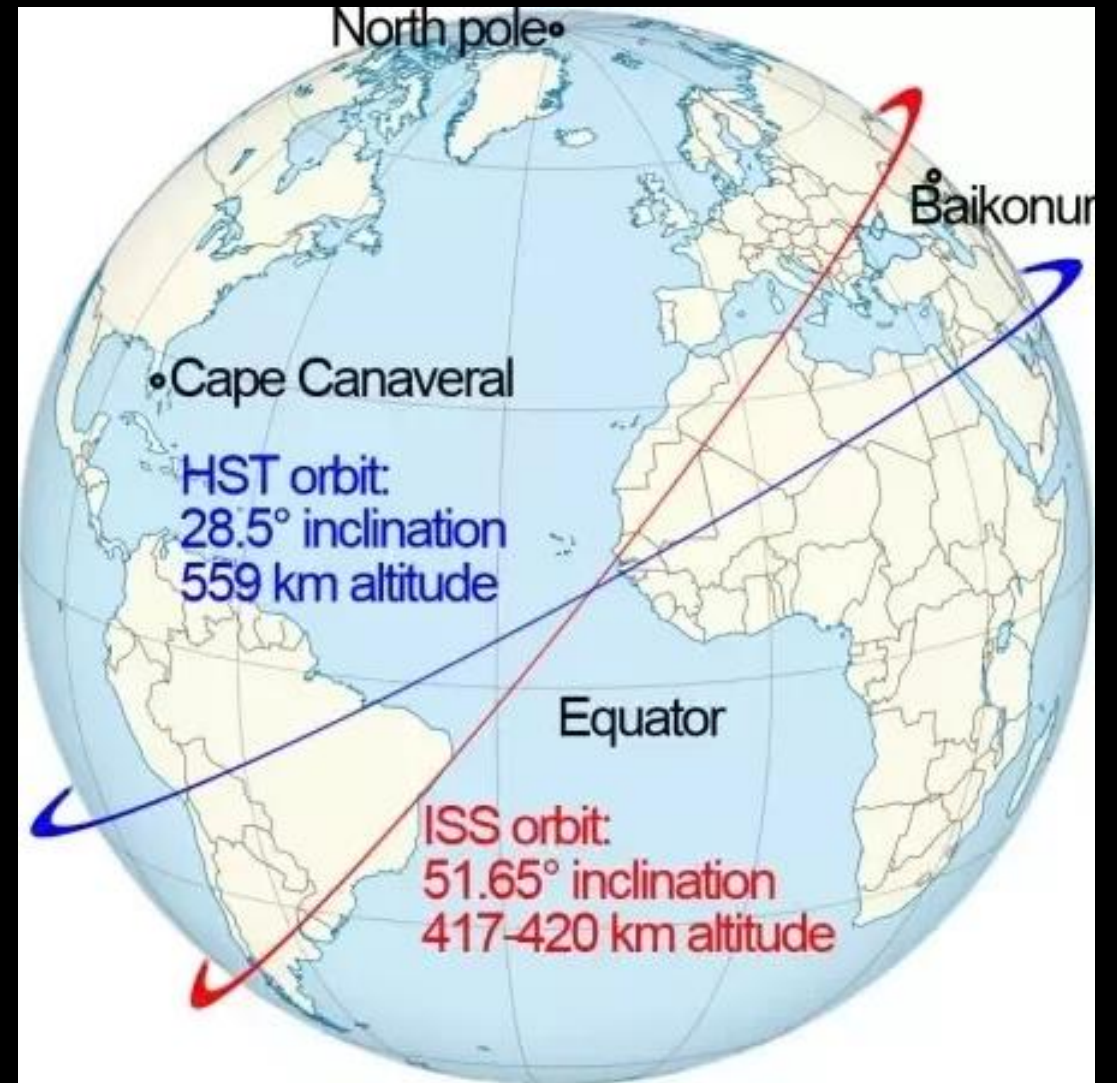 North pole
Baikonur
Cape Canaveral
HST orbit:
28.5° inclination
559 km altitude
Equator
ISS orbit:
51.65° inclination
417-420 km altitude